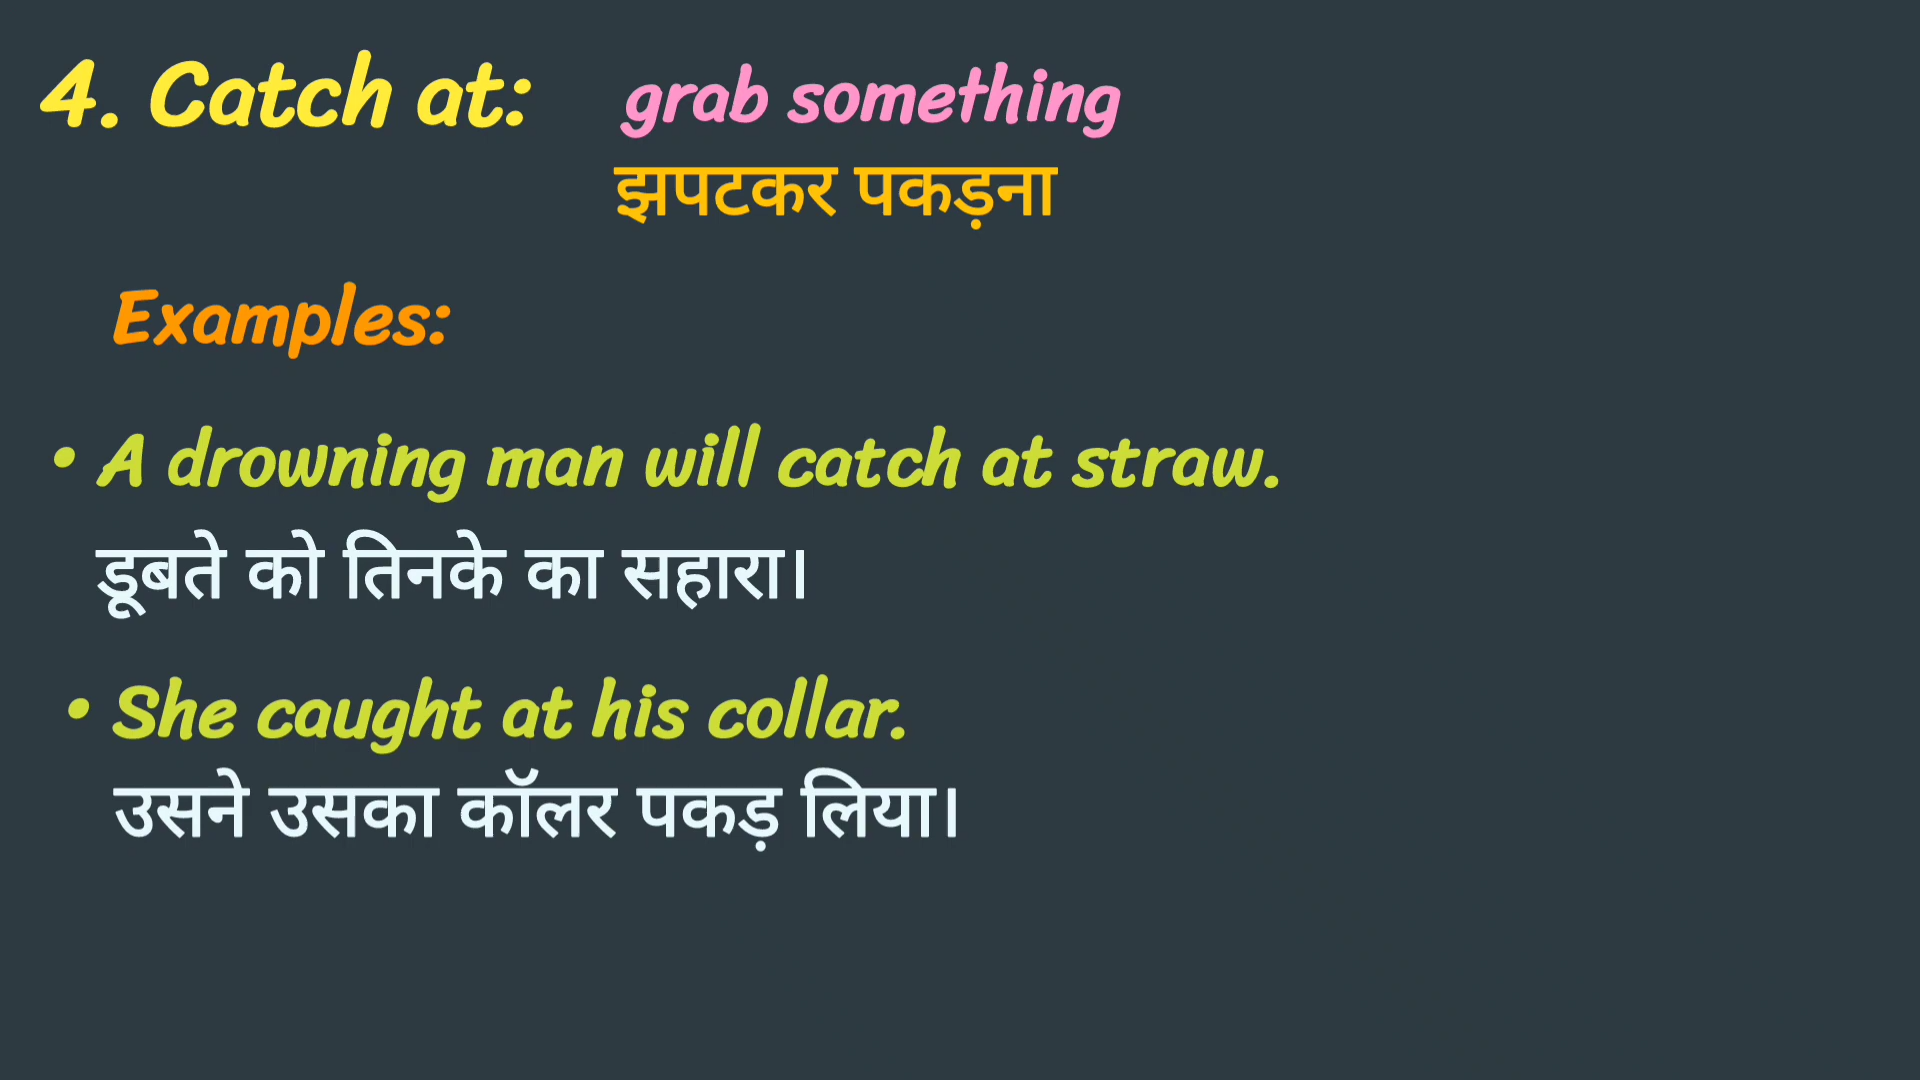 4. Catch at: grab something
झपटकर पकड़ना
Examples:
• A drowning man will catch at straw.
डूबते को तिनके का सहारा।
• She caught at his collar.
उसने उसका कॉलर पकड़ लिया।